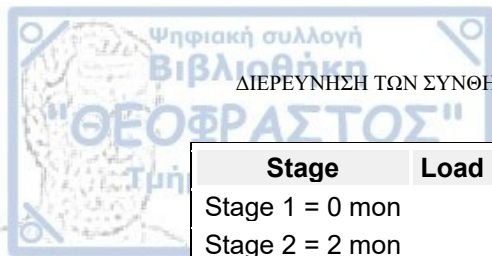 Ψηφιακή συλλογή
Βιβλιοθήκη
ΔΙΕΡΕΥΝΗΣΗ ΤΩΝ ΣΥΝΘΗ
"ΘΕΟΦΡΑΣΤΟΣ"
Stage Load
Stage 1 = 0 mon
Stage 2 = 2 mon